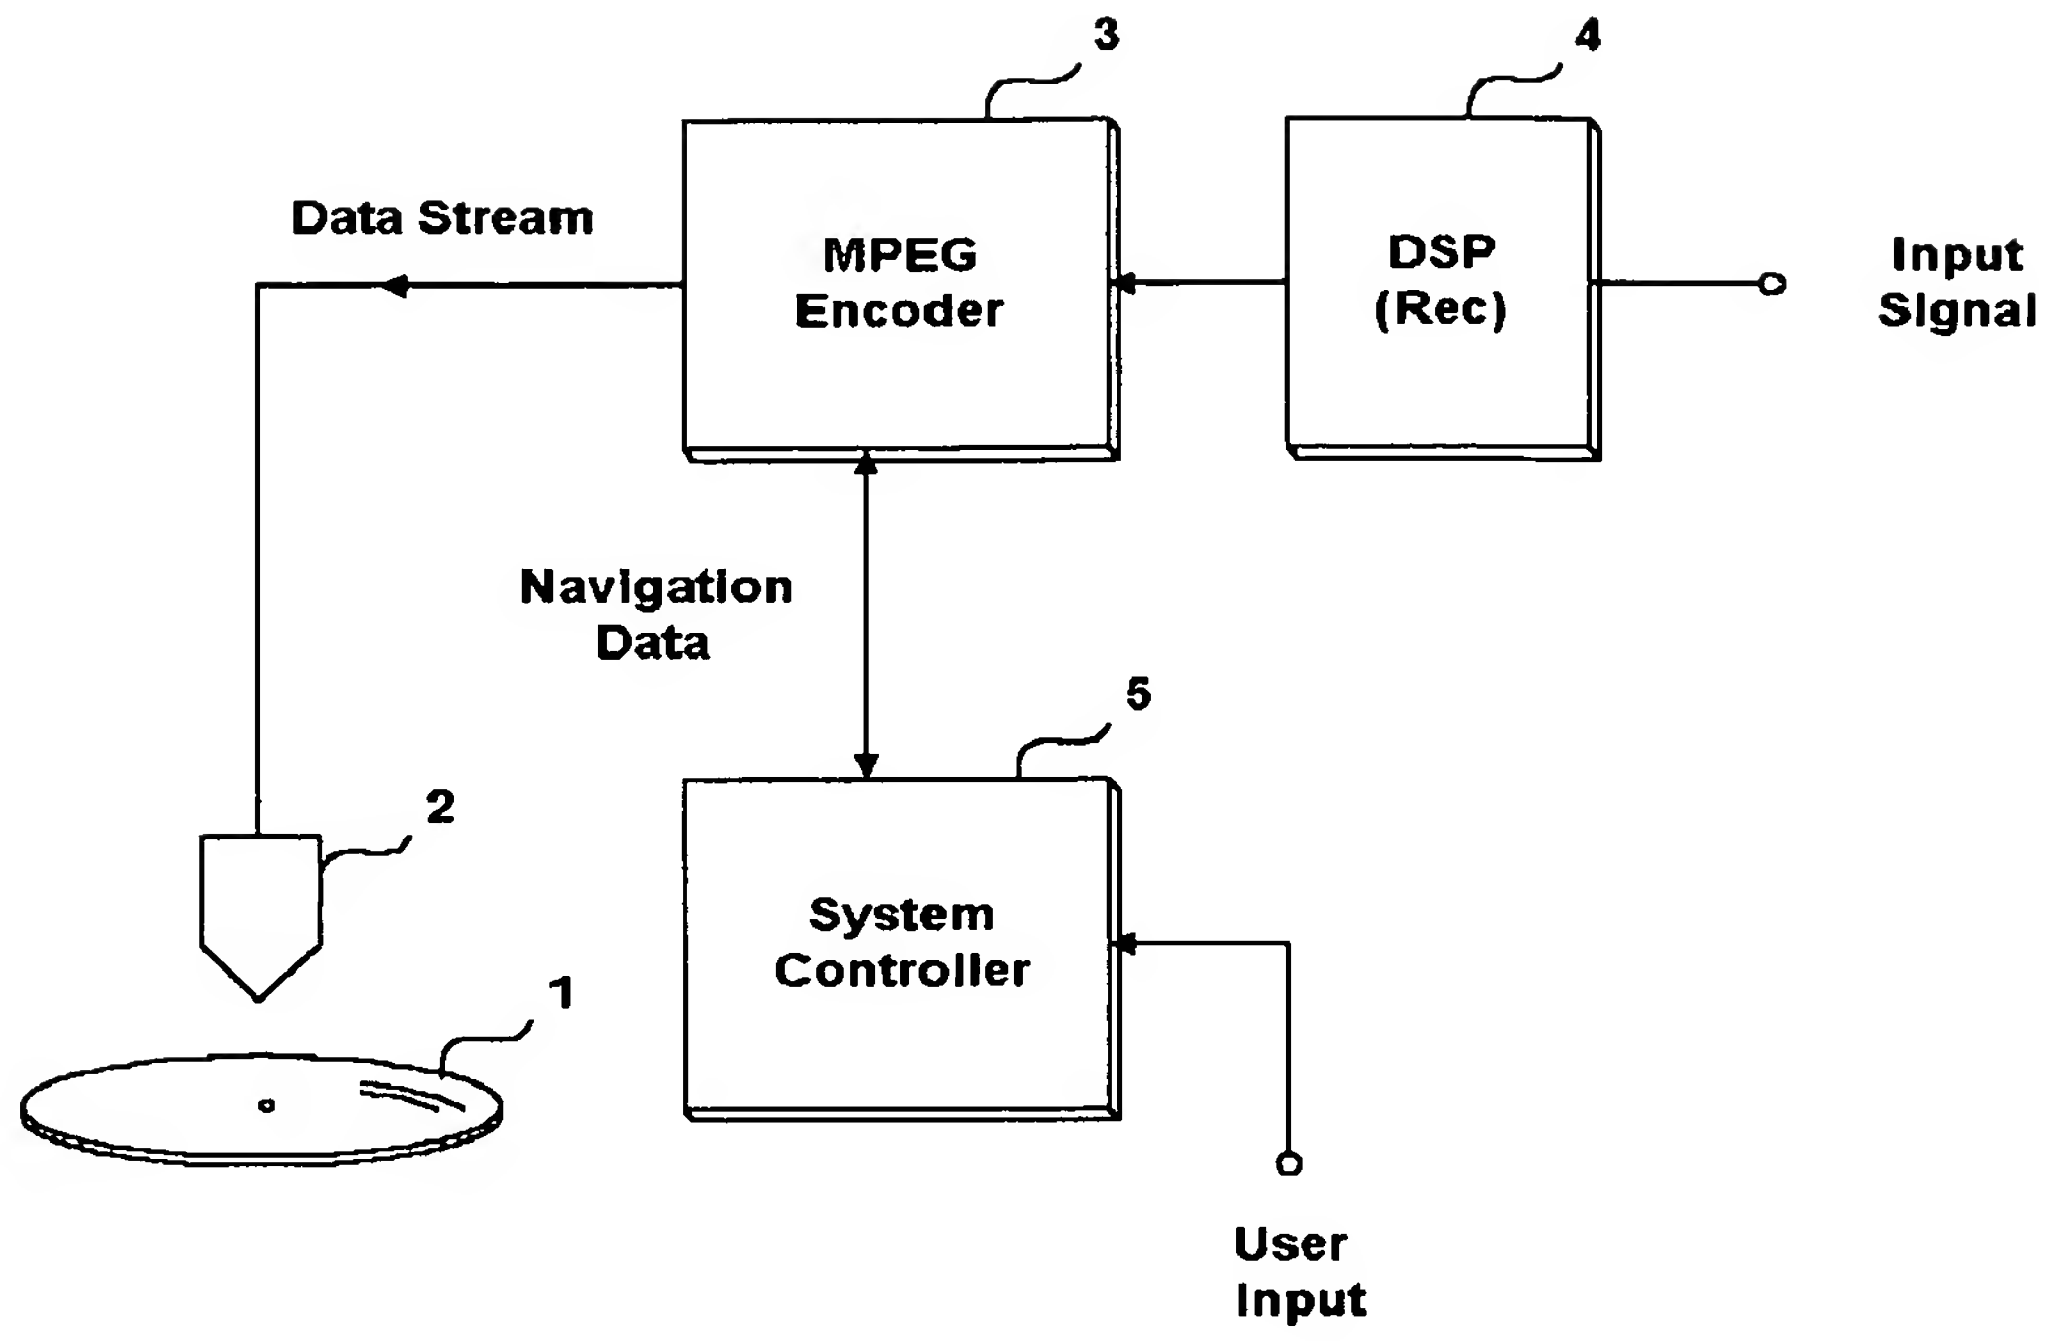 3
4
Data Stream
MPEG
Encoder
DSP
(Rec)
Input
Signal
Navigation
Data
5
2
System
Controller
1
User
Input